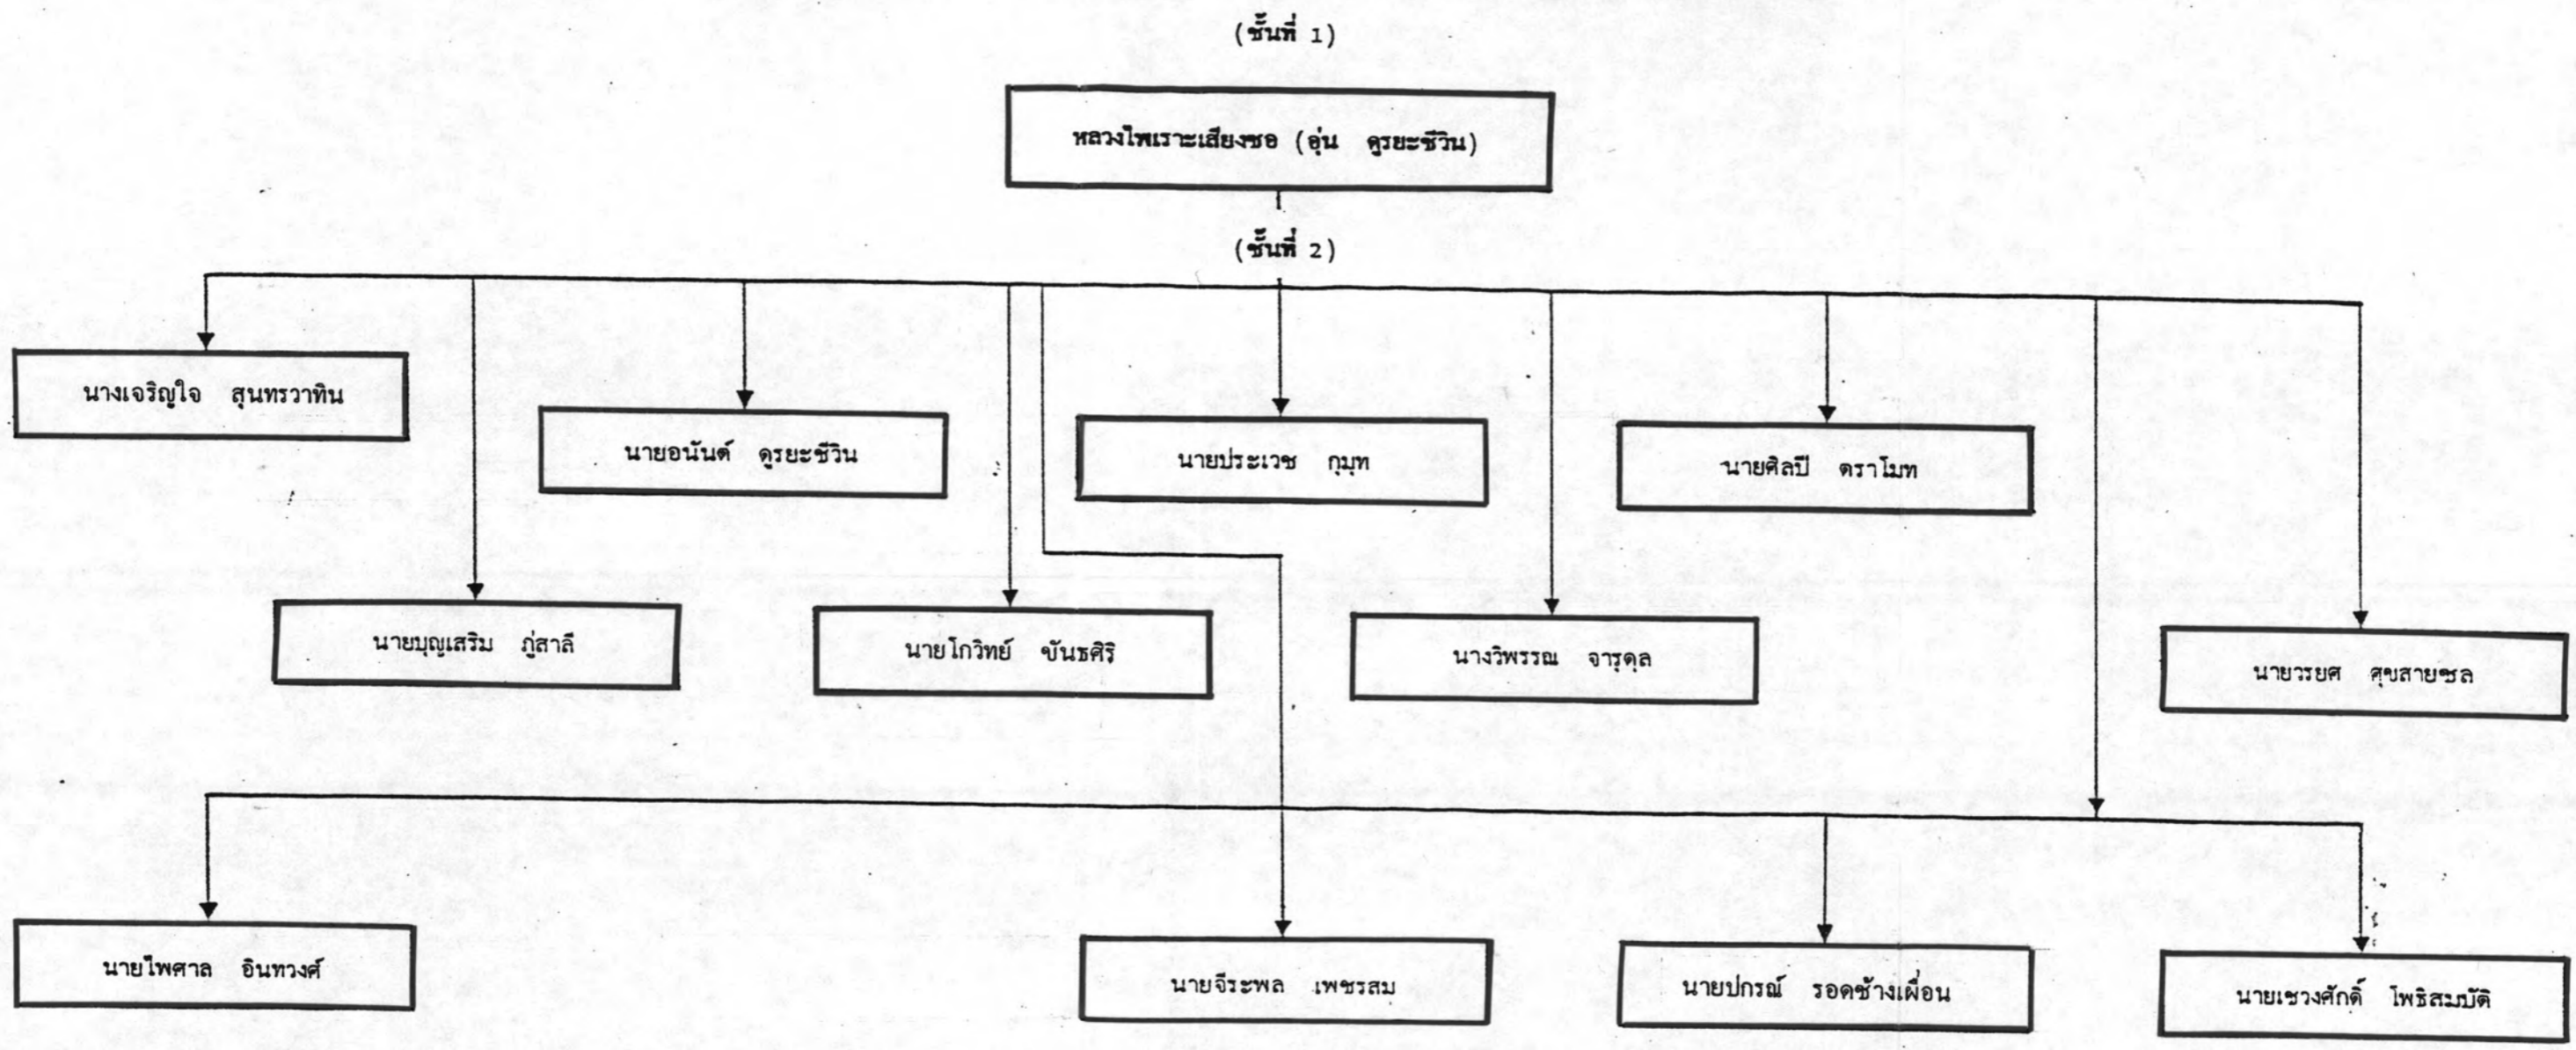 (ชั้นที่ 1)
หลวงไพเราะเสียงซอ (อุ่น ดูรยะชีวิน)
(ชั้นที่ 2)
นางเจริญใจ สุนทรวาทิน
นายอนันต์ ดูรยะชีวิน
นายประเวช กุมุท
นายศิลปี ตราโมท
นายบุญเสริม ภู่สาลี
นายโกวิทย์ ขันธศิริ
นางวิพรรณ จารุดุล
นายวรยศ ศุขสายชล
นายไพศาล อินทวงศ์
นายจีระพล เพชรสม
นายปกรณ์ รอดช้างเผื่อน
นายเชวงศักดิ์ โพธิสมบัติ